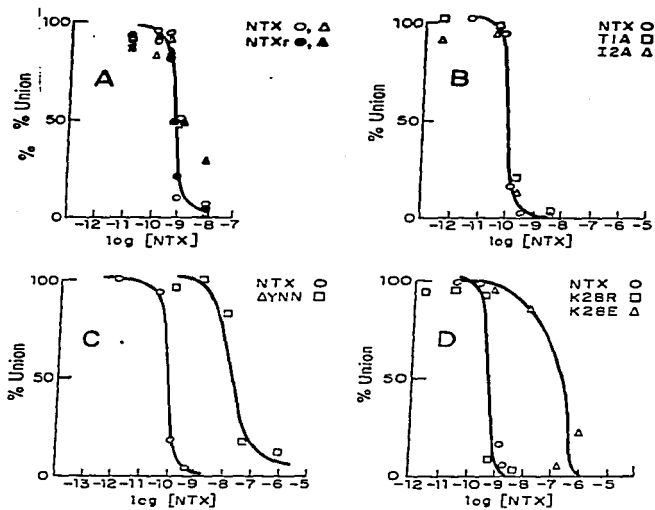 NTX ○, △
NTXr ●, ▲
A
% % Union
100
50
0
-12 -11 -10 -9 -8 -7
log [NTX]
NTX ○
T1A □
I2A △
B
% Union
100
50
0
-12 -11 -10 -9 -8 -7
log [NTX]
NTX ○
ΔYNN □
C
% Union
100
50
0
-13 -12 -11 -10 -9 -8 -7 -6 -5
log [NTX]
NTX ○
K28R □
K28E △
D
% Union
100
50
0
-12 -11 -10 -9 -8 -7 -6
log [NTX]